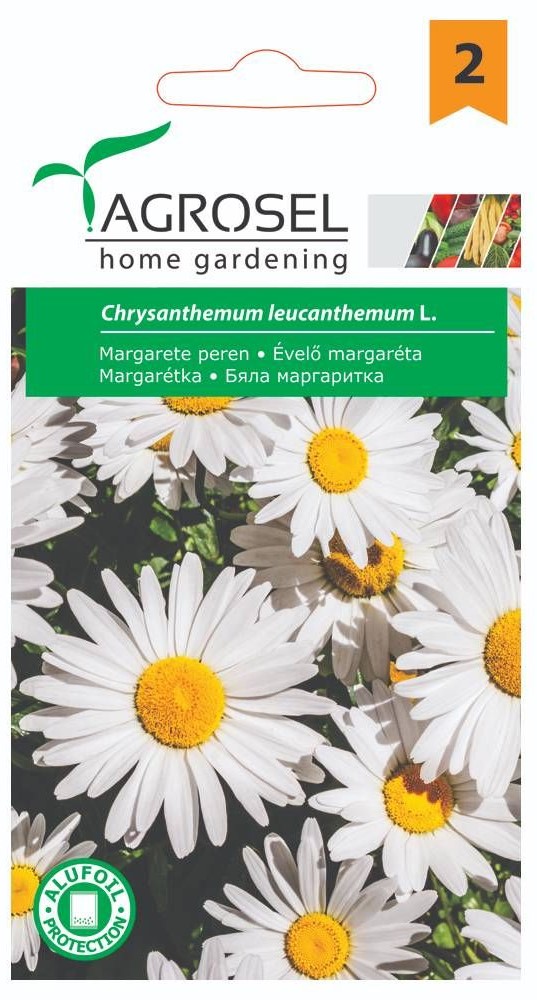 2
AGROSEL
home gardening
Chrysanthemum leucanthemum L.
Margarete peren • Évelő margaréta
Margarétka • Бяла маргаритка
ALUFOIL
PROTECTION